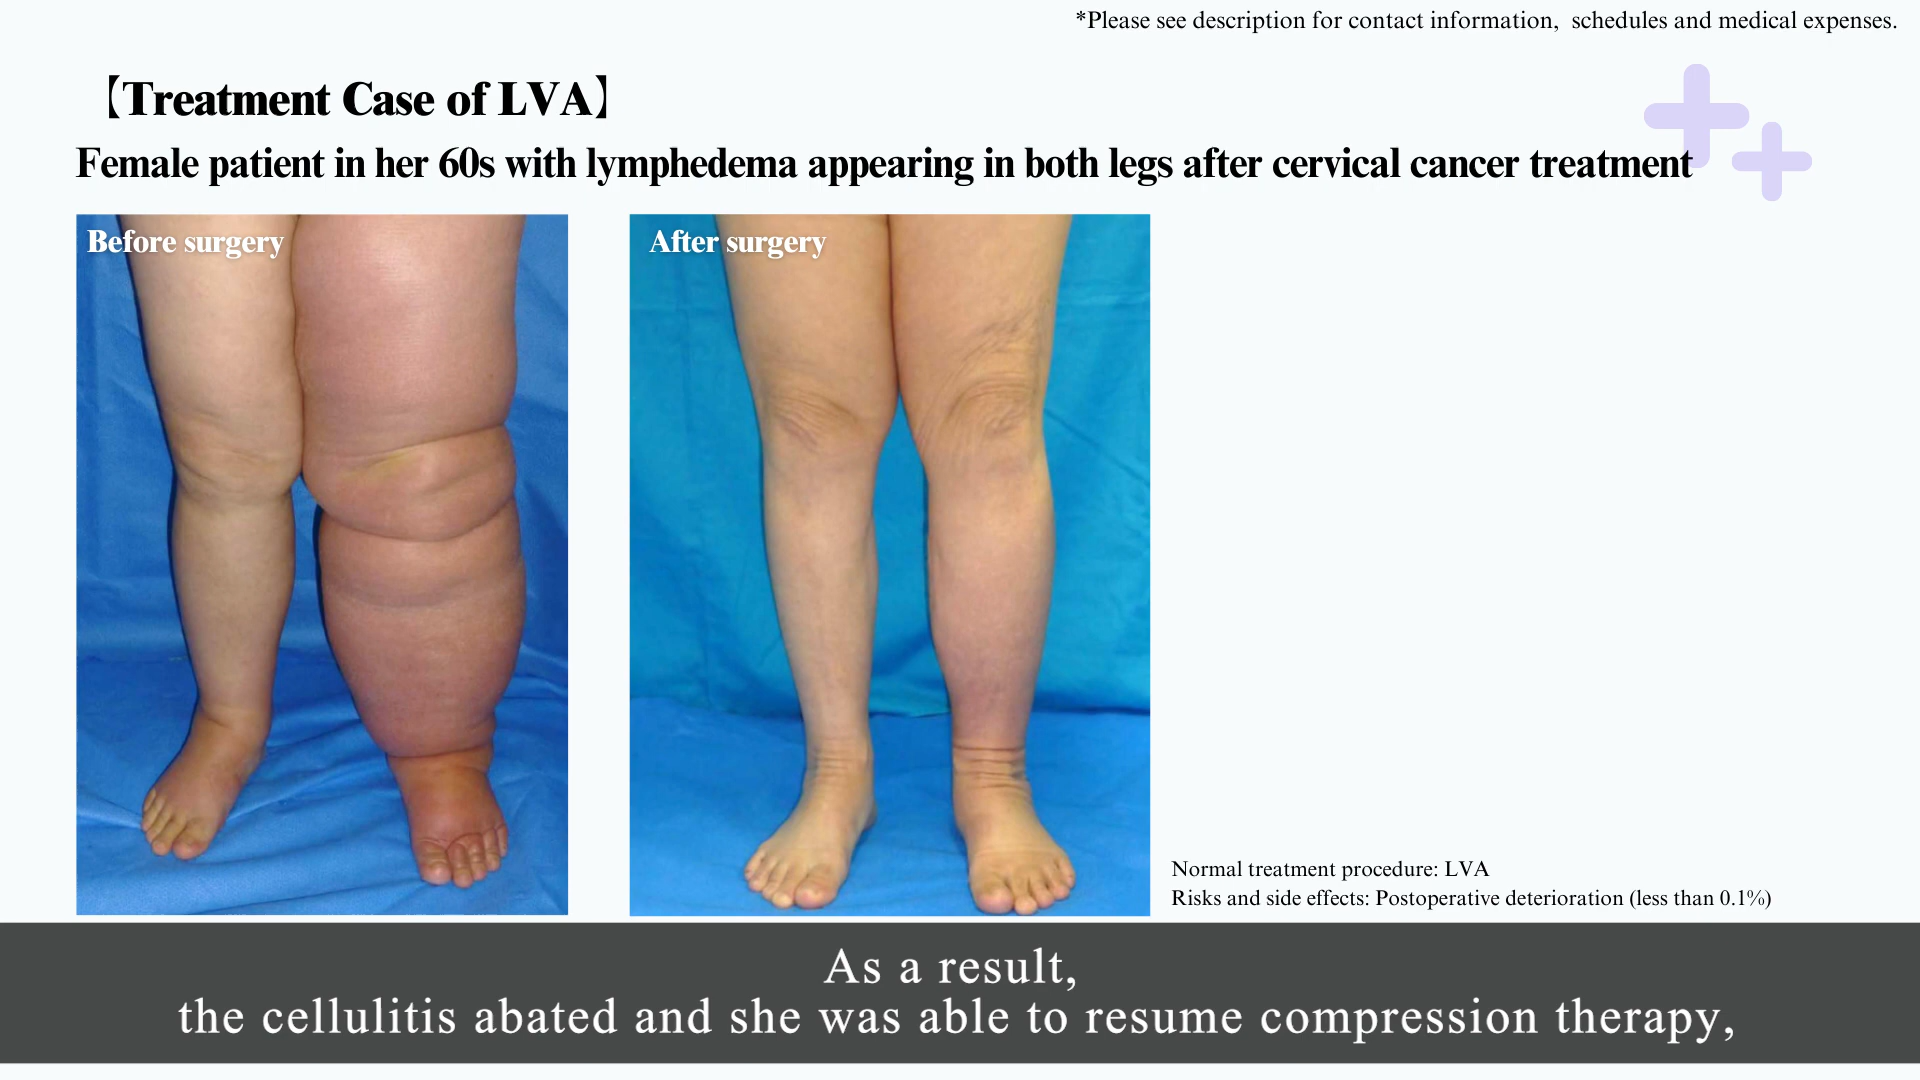 *Please see description for contact information, schedules and medical expenses.
【Treatment Case of LVA】
Female patient in her 60s with lymphedema appearing in both legs after cervical cancer treatment
Before surgery
After surgery
Normal treatment procedure: LVA
Risks and side effects: Postoperative deterioration (less than 0.1%)
As a result,
the cellulitis abated and she was able to resume compression therapy,